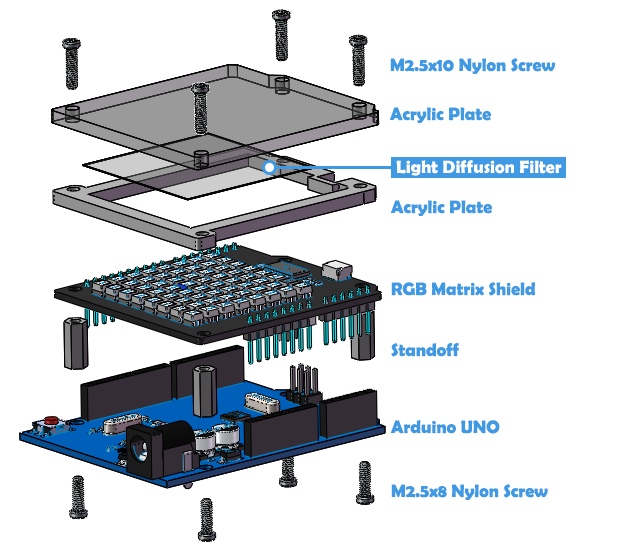 M2.5x10 Nylon Screw
Acrylic Plate
Light Diffusion Filter
Acrylic Plate
RGB Matrix Shield
Standoff
Arduino UNO
M2.5x8 Nylon Screw